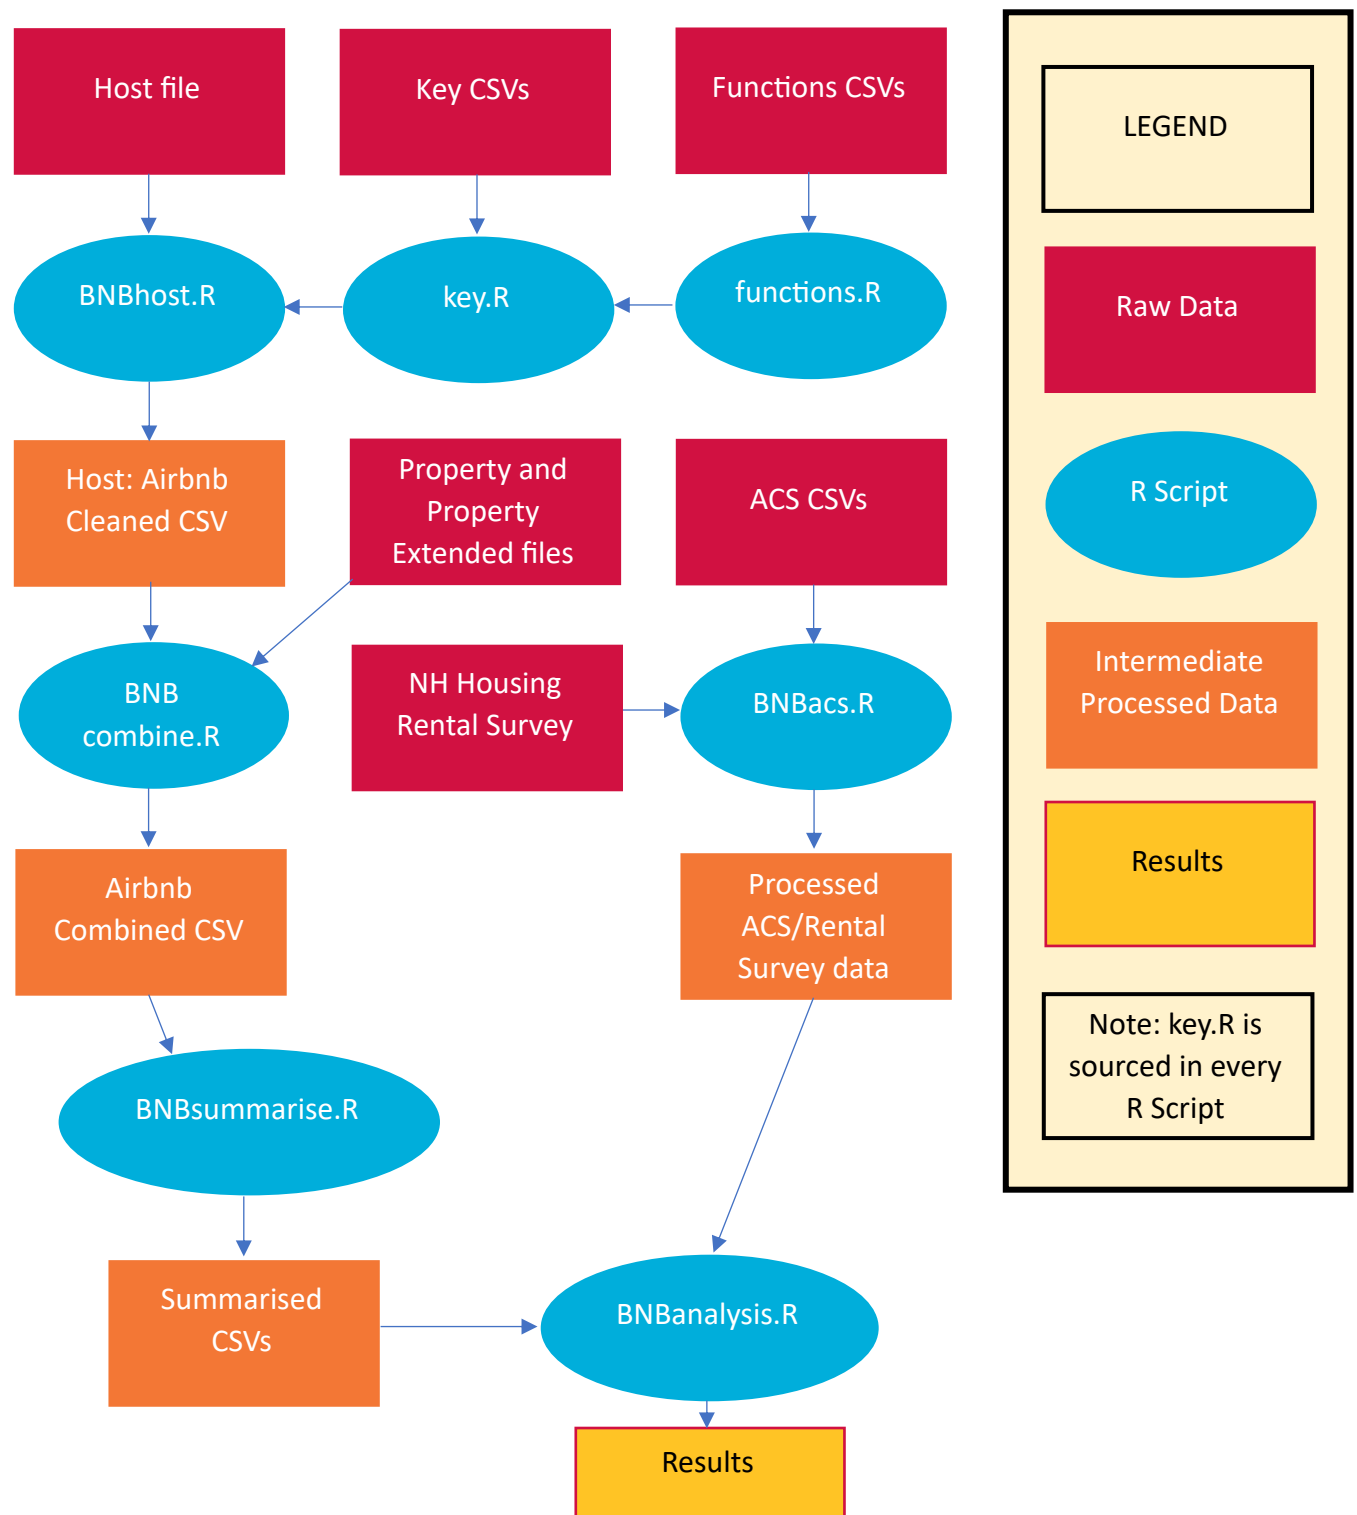 Host file
Key CSVs
Functions CSVs
BNBhost.R
key.R
functions.R
Host: Airbnb
Cleaned CSV
Property and
Property
Extended files
ACS CSVs
BNB
combine.R
NH Housing
Rental Survey
BNBacs.R
Airbnb
Combined CSV
Processed
ACS/Rental
Survey data
BNBsummarise.R
Summarised
CSVs
BNBanalysis.R
Results
LEGEND
Raw Data
R Script
Intermediate
Processed Data
Results
Note: key.R is
sourced in every
R Script